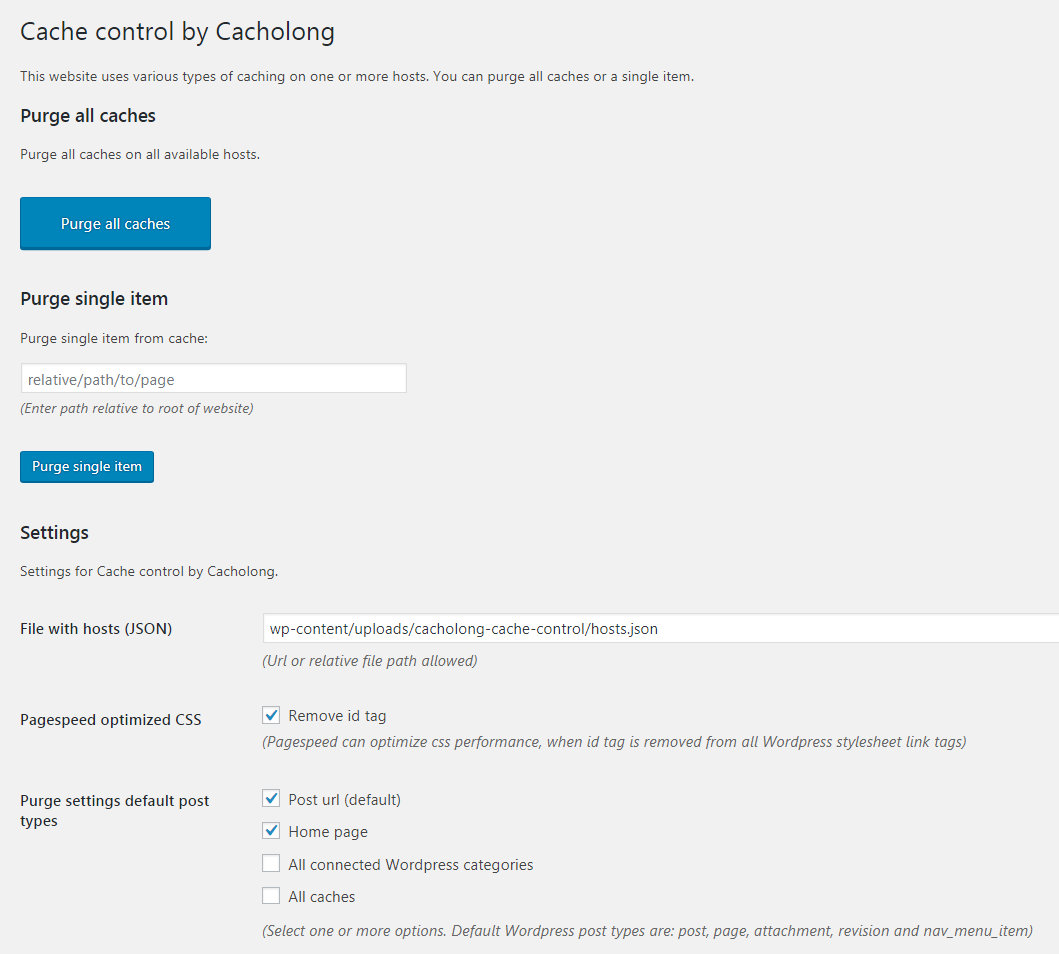 Cache control by Cacholong
This website uses various types of caching on one or more hosts. You can purge all caches or a single item.
Purge all caches
Purge all caches on all available hosts.
Purge all caches
Purge single item
Purge single item from cache:
relative/path/to/page
(Enter path relative to root of website)
Purge single item
Settings
Settings for Cache control by Cacholong.
File with hosts (JSON)
wp-content/uploads/cacholong-cache-control/hosts.json
(Url or relative file path allowed)
Pagespeed optimized CSS
Remove id tag
(Pagespeed can optimize css performance, when id tag is removed from all Wordpress stylesheet link tags)
Purge settings default post
types
Post url (default)
Home page
All connected Wordpress categories
All caches
(Select one or more options. Default Wordpress post types are: post, page, attachment, revision and nav_menu_item)